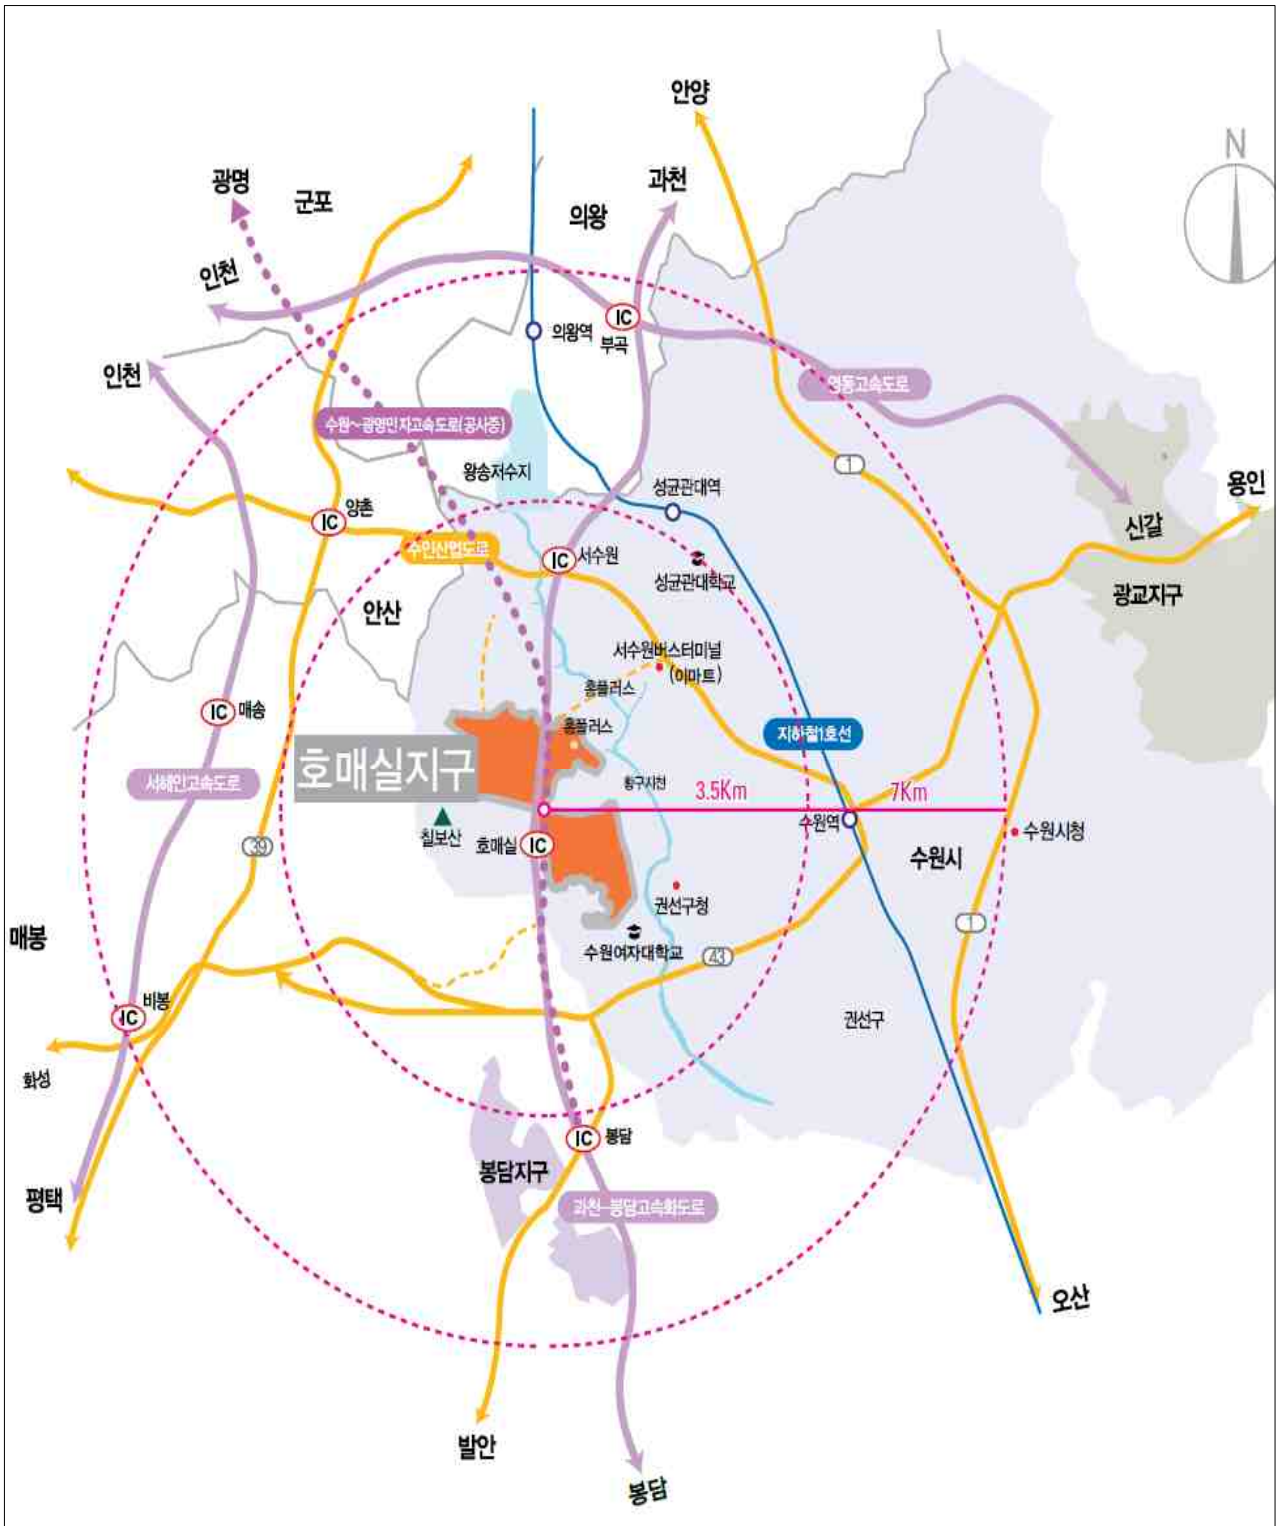 안양
N
광명
군포
과천
의왕
인천
의왕역
IC
부곡
인천
영동고속도로
수원~광명민자고속도로(공사중)
1
왕송저수지
성균관대역
용인
양촌
IC
신갈
수인산업도로
IC
서수원
성균관대학교
광교지구
안산
서수원버스터미널
(이마트)
홈플러스
IC
매송
홈플러스
지하철1호선
호매실지구
서해안고속도로
황구지천
3.5Km
7Km
칠보산
호매실
IC
수원역
수원시청
39
수원시
권선구청
매봉
수원여자대학교
43
1
비봉
IC
권선구
화성
IC
봉담
봉담지구
평택
과천-봉담고속화도로
오산
발안
봉담